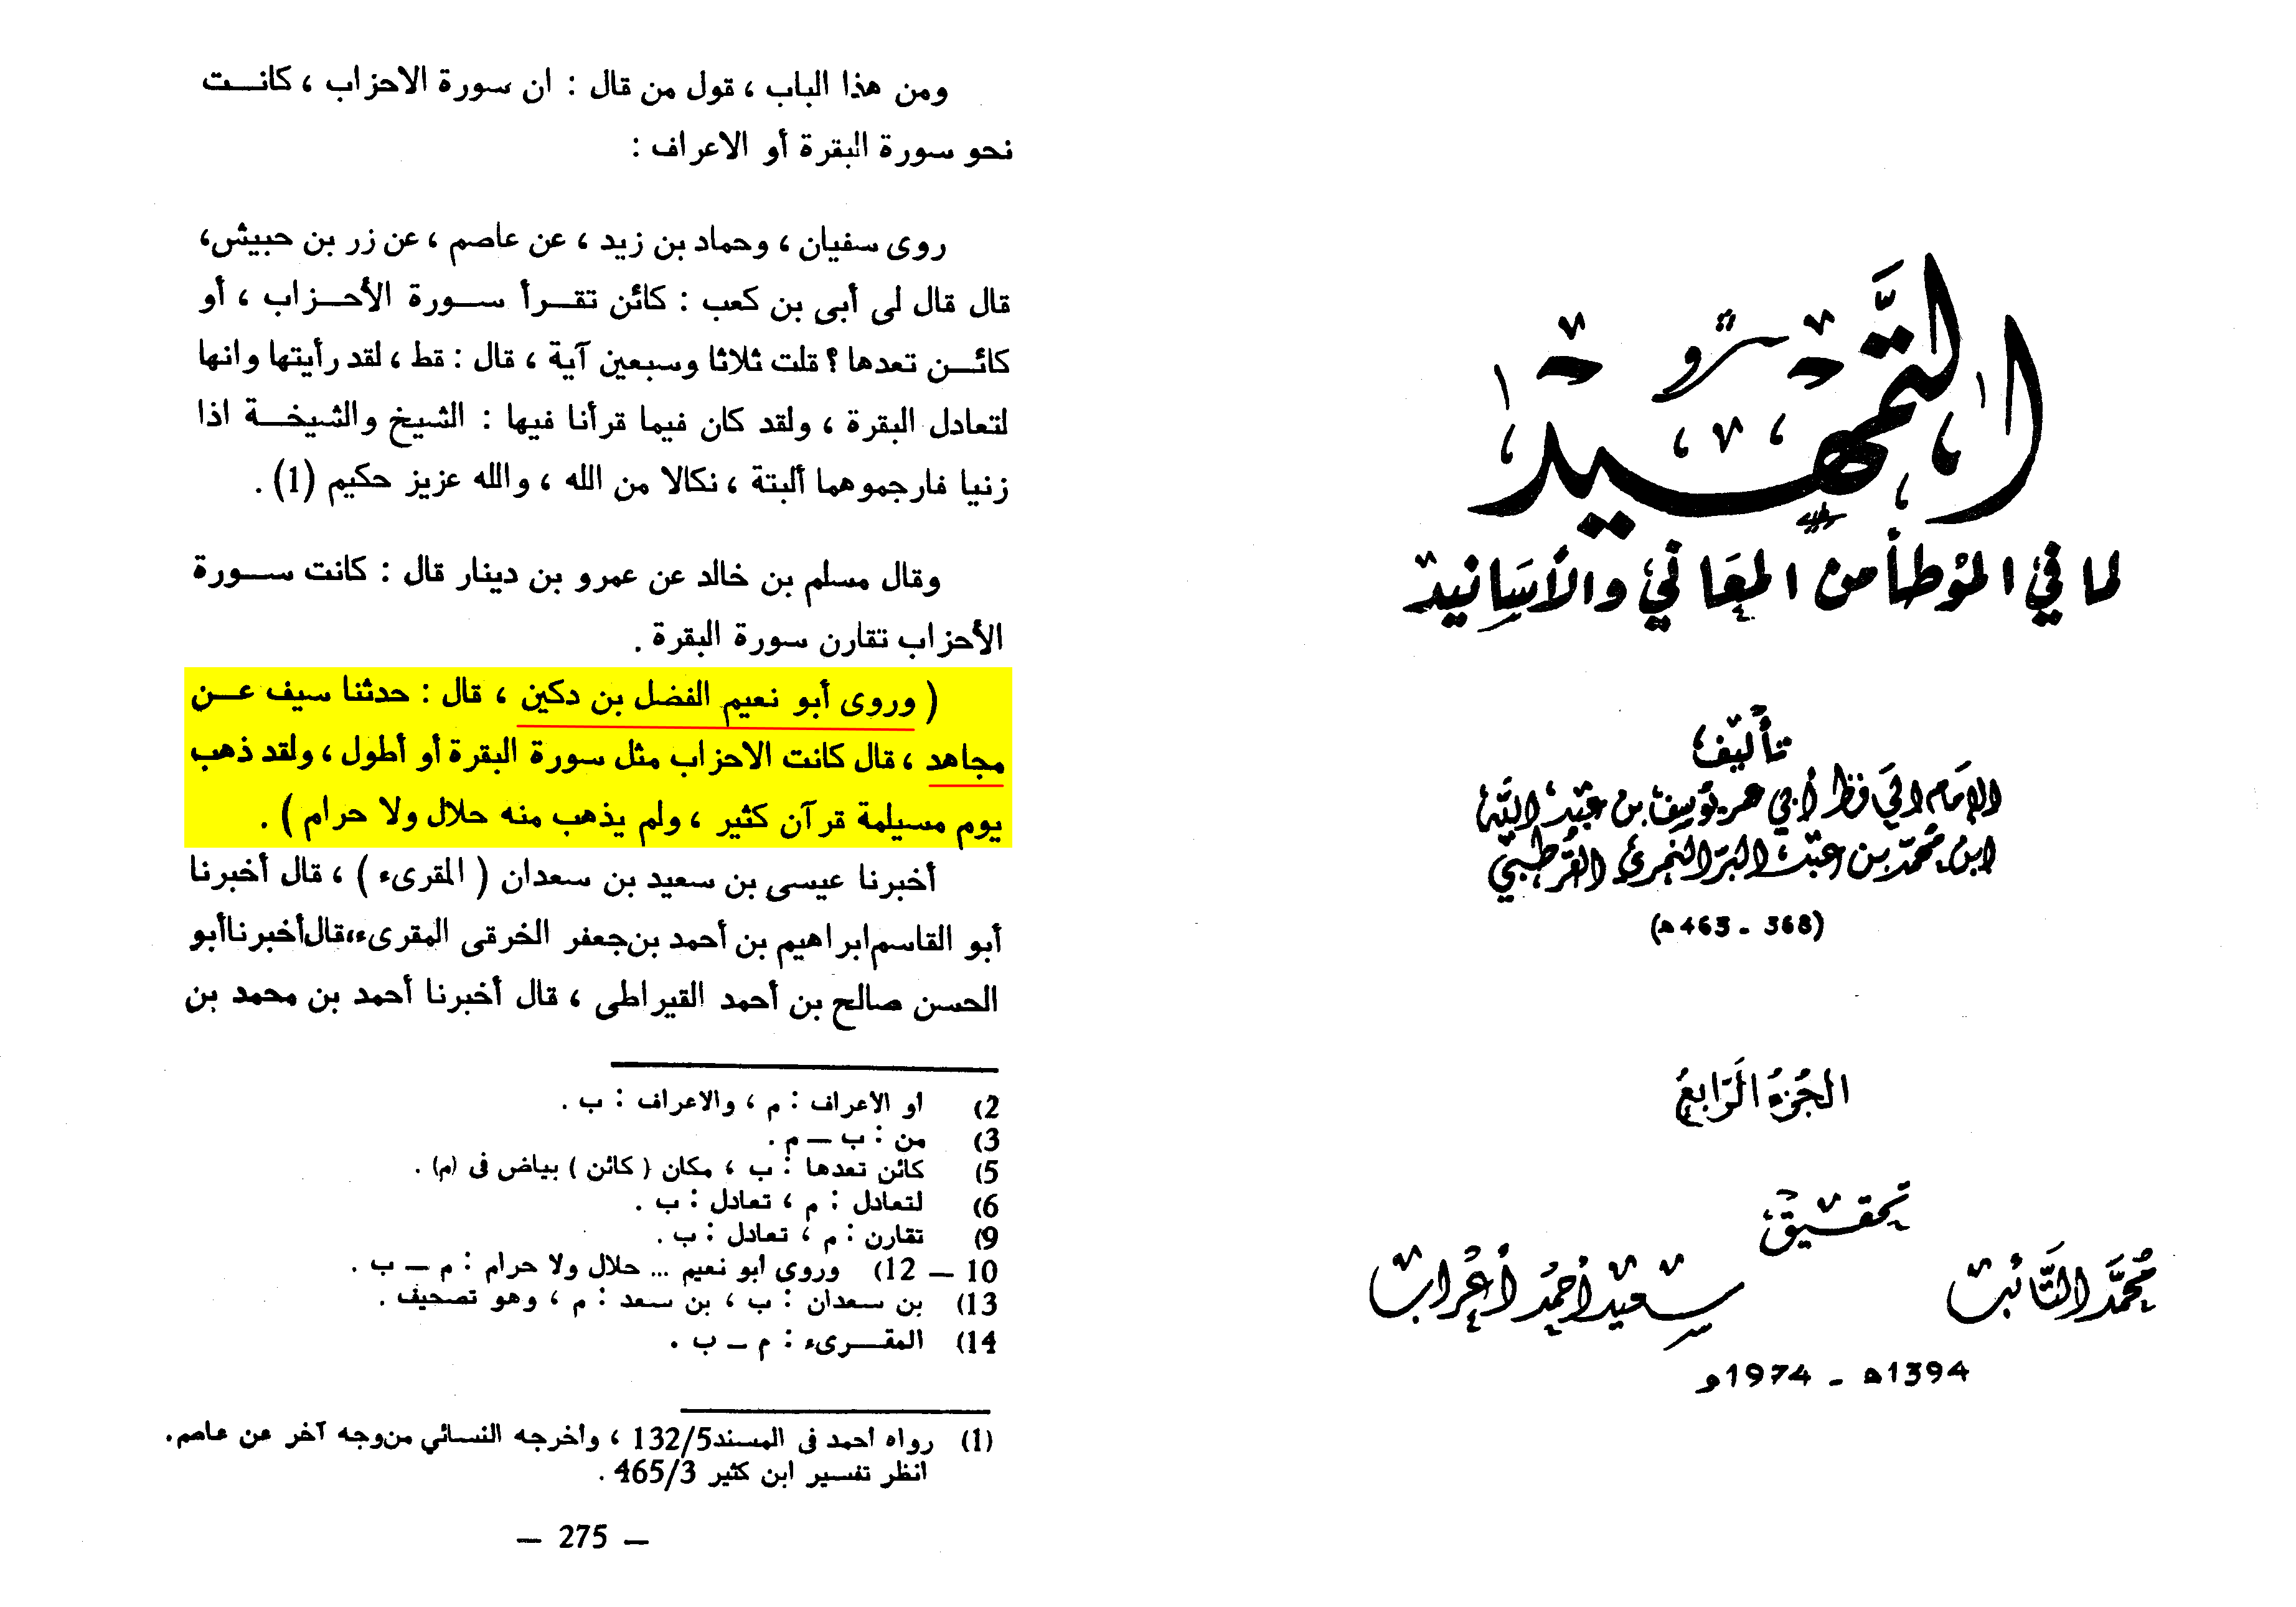 التمهيد
لما في الموطأ من المعاني والأسانيد
تأليف
الإمام الحافظ أبي عمر يوسف بن عبد الله
ابن محمد بن عبد البر النمري القرطبي
(368 - 463ه)
الجزء الرابع
تحقيق
محمد التائب سعيد أحمد أعراب
1394ه - 1974م
ومن هذا الباب ، قول من قال : ان سورة الاحزاب ، كانت
نحو سورة البقرة أو الاعراف :
روى سفيان ، وحماد بن زيد ، عن عاصم ، عن زر بن حبيش،
قال قال لى أبى بن كعب : كائن تقرأ سورة الأحزاب ، أو
كائن تعدها ؟ قلت ثلاثا وسبعين آية ، قال : قط ، لقد رأيتها وانها
لتعادل البقرة ، ولقد كان فيما قرأنا فيها : الشيخ والشيخة اذا
زنيا فارجموهما ألبتة ، نكالا من الله ، والله عزيز حكيم (1) .
وقال مسلم بن خالد عن عمرو بن دينار قال : كانت سورة
الأحزاب تقارن سورة البقرة .
( وروى أبو نعيم الفضل بن دكين ، قال : حدثنا سيف عن
مجاهد ، قال كانت الاحزاب مثل سورة البقرة أو أطول ، ولقد ذهب
يوم مسيلمة قرآن كثير ، ولم يذهب منه حلال ولا حرام ) .
أخبرنا عيسى بن سعيد بن سعدان ( المقرىء ) ، قال أخبرنا
أبو القاسم ابراهيم بن أحمد بن جعفر الخرقى المقرىء، قال أخبرنا أبو
الحسن صالح بن أحمد القيراطى ، قال أخبرنا أحمد بن محمد بن
2) او الاعراف : م ، والاعراف : ب .
3) من : ب — م .
5) كائن تعدها : ب ، مكان ( كائن ) بياض فى (م) .
6) لتعادل : م ، تعادل : ب .
9) تقارن : م ، تعادل : ب .
10 — 12) وروى ابو نعيم ... حلال ولا حرام : م — ب .
13) بن سعدان : ب ، بن سعد : م ، وهو تصحيف .
14) المقرىء : م — ب .
(1) رواه احمد فى المسند 132/5 ، واخرجه النسائي من وجه آخر عن عاصم.
انظر تفسير ابن كثير 465/3 .
— 275 —